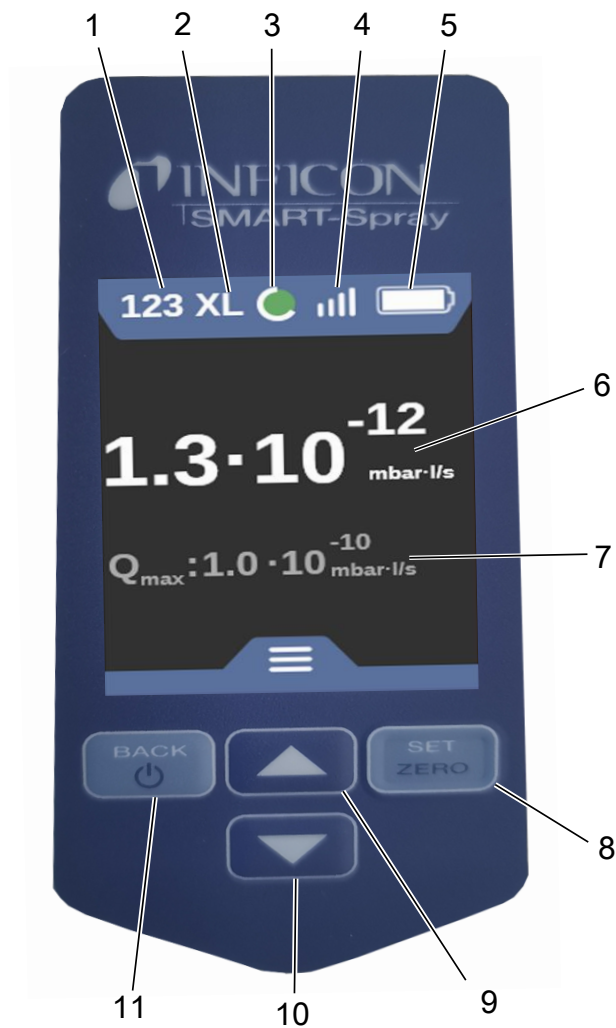 1 2 3 4 5
INFICON
SMART-Spray
123 XL
1.3·10⁻¹² mbar·l/s
6
Qmax:1.0 ·10⁻¹⁰ mbar·l/s
7
BACK
SET
ZERO
8
9
10
11